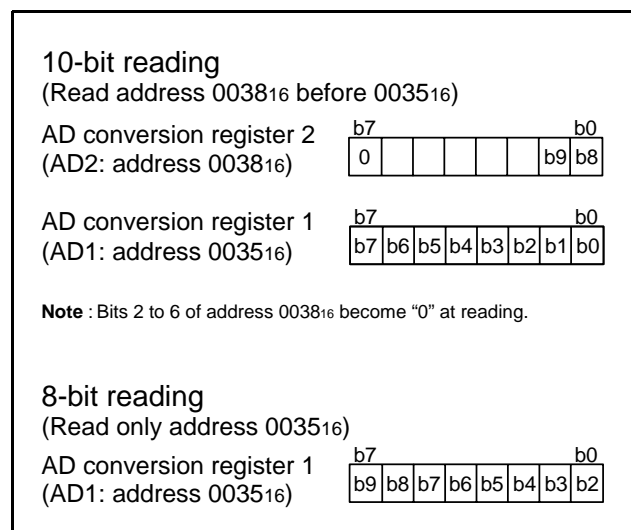 10-bit reading
(Read address 0038₁₆ before 0035₁₆)
AD conversion register 2
(AD2: address 0038₁₆)
b7 b0
0 b9 b8
AD conversion register 1
(AD1: address 0035₁₆)
b7 b0
b7 b6 b5 b4 b3 b2 b1 b0
Note : Bits 2 to 6 of address 0038₁₆ become “0” at reading.
8-bit reading
(Read only address 0035₁₆)
AD conversion register 1
(AD1: address 0035₁₆)
b7 b0
b9 b8 b7 b6 b5 b4 b3 b2